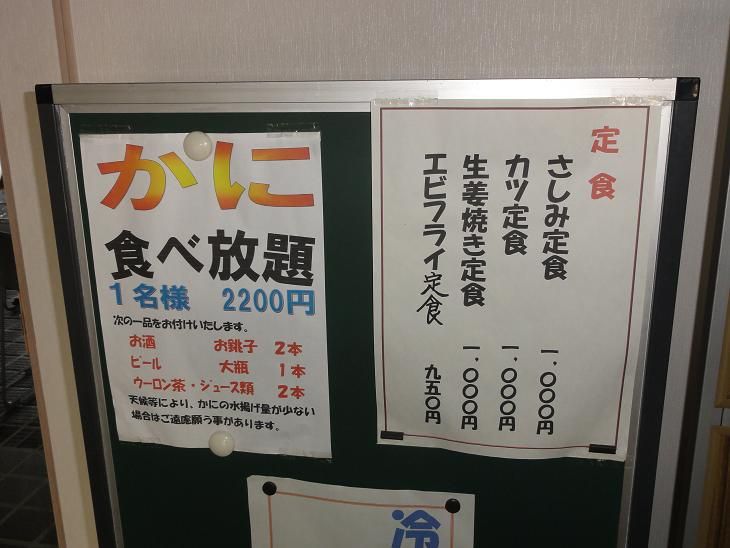 かに
食べ放題
1名様 2200円
次の一品をお付けいたします。
お酒 お銚子 2本
ビール 大瓶 1本
ウーロン茶・ジュース類 2本
天候等により、かにの水揚げ量が少ない
場合はご遠慮願う事があります。
定食
さしみ定食 一、〇〇〇円
カツ定食 一、〇〇〇円
生姜焼き定食 一、〇〇〇円
エビフライ定食 九五〇円
冷